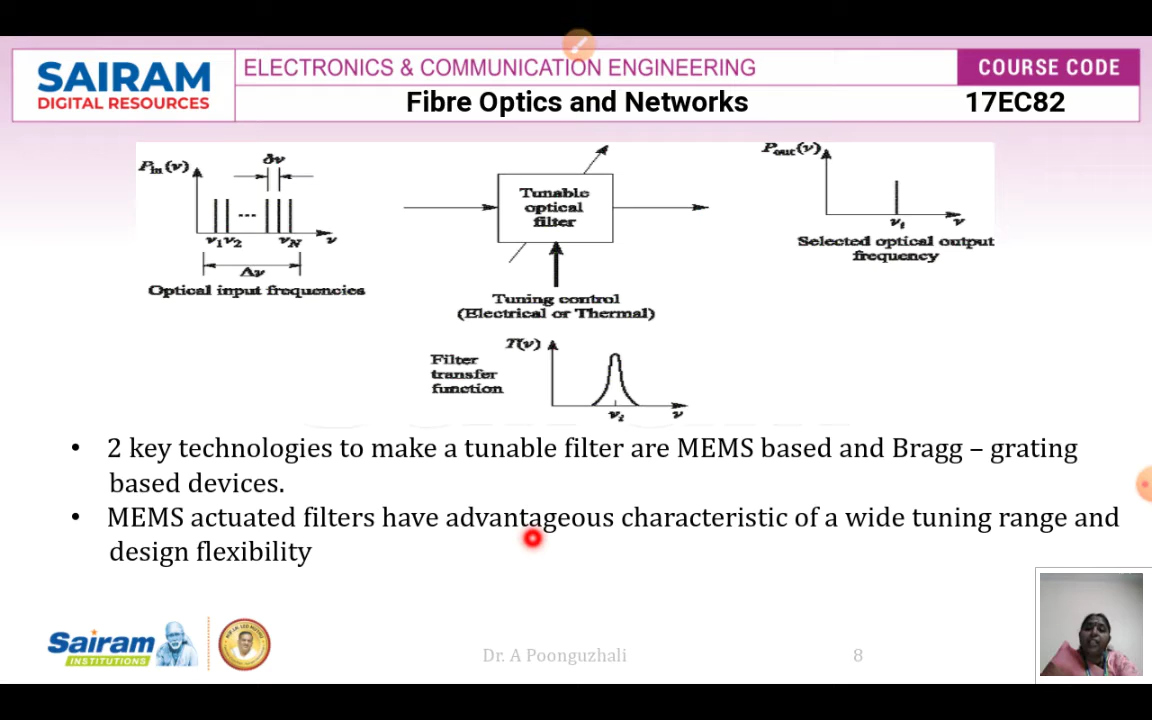 SAIRAM
DIGITAL RESOURCES
ELECTRONICS & COMMUNICATION ENGINEERING
COURSE CODE
Fibre Optics and Networks
17EC82
Pin(ν)
δν
ν1 ν2 ... νN ν
Δν
Optical input frequencies
Tunable
optical
filter
Tuning control
(Electrical or Thermal)
Pout(ν)
νi ν
Selected optical output
frequency
T(ν)
Filter
transfer
function
νi ν
• 2 key technologies to make a tunable filter are MEMS based and Bragg – grating
based devices.
• MEMS actuated filters have advantageous characteristic of a wide tuning range and
design flexibility
Sairam
INSTITUTIONS
Dr. A Poonguzhali
8